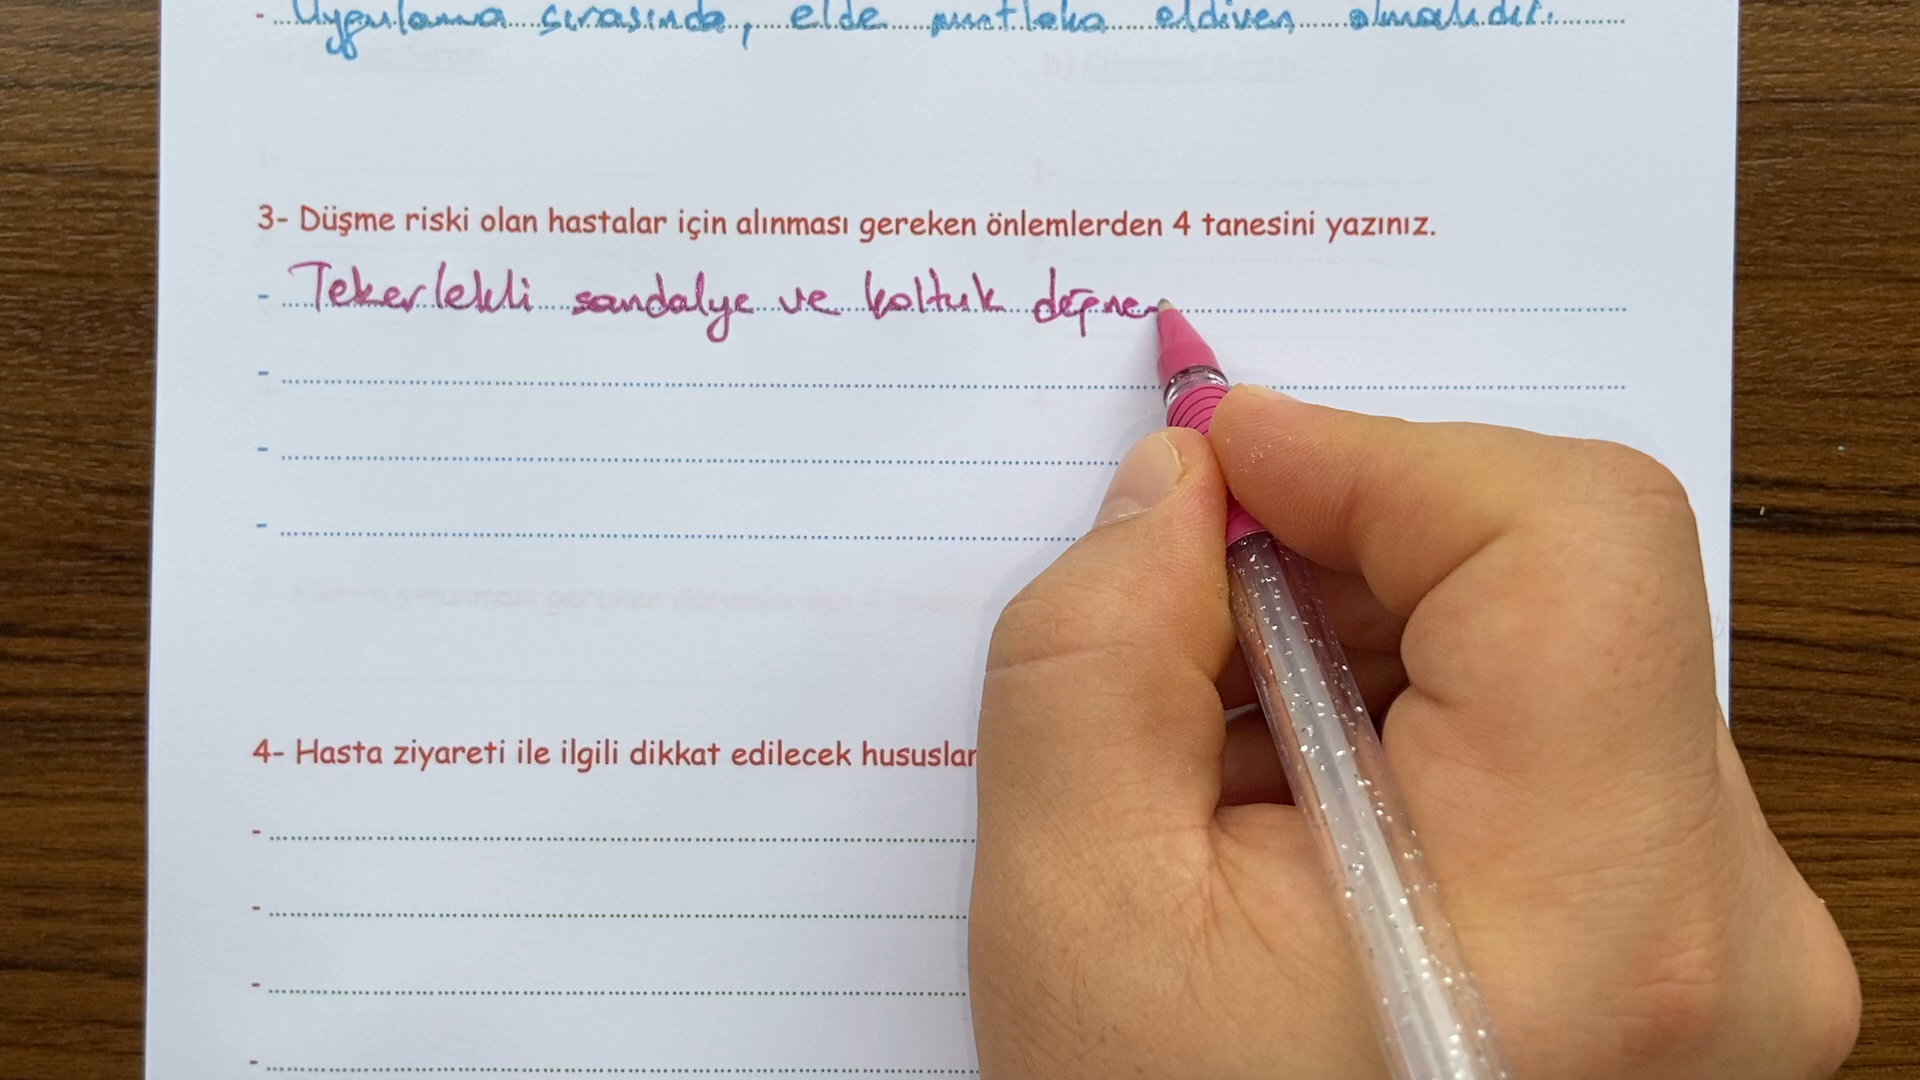 - Uygulama sırasında, elde mutlaka eldiven olmalıdır.
3- Düşme riski olan hastalar için alınması gereken önlemlerden 4 tanesini yazınız.
- Tekerlekli sandalye ve koltuk değne
-
-
-
4- Hasta ziyareti ile ilgili dikkat edilecek hususlar
-
-
-
-